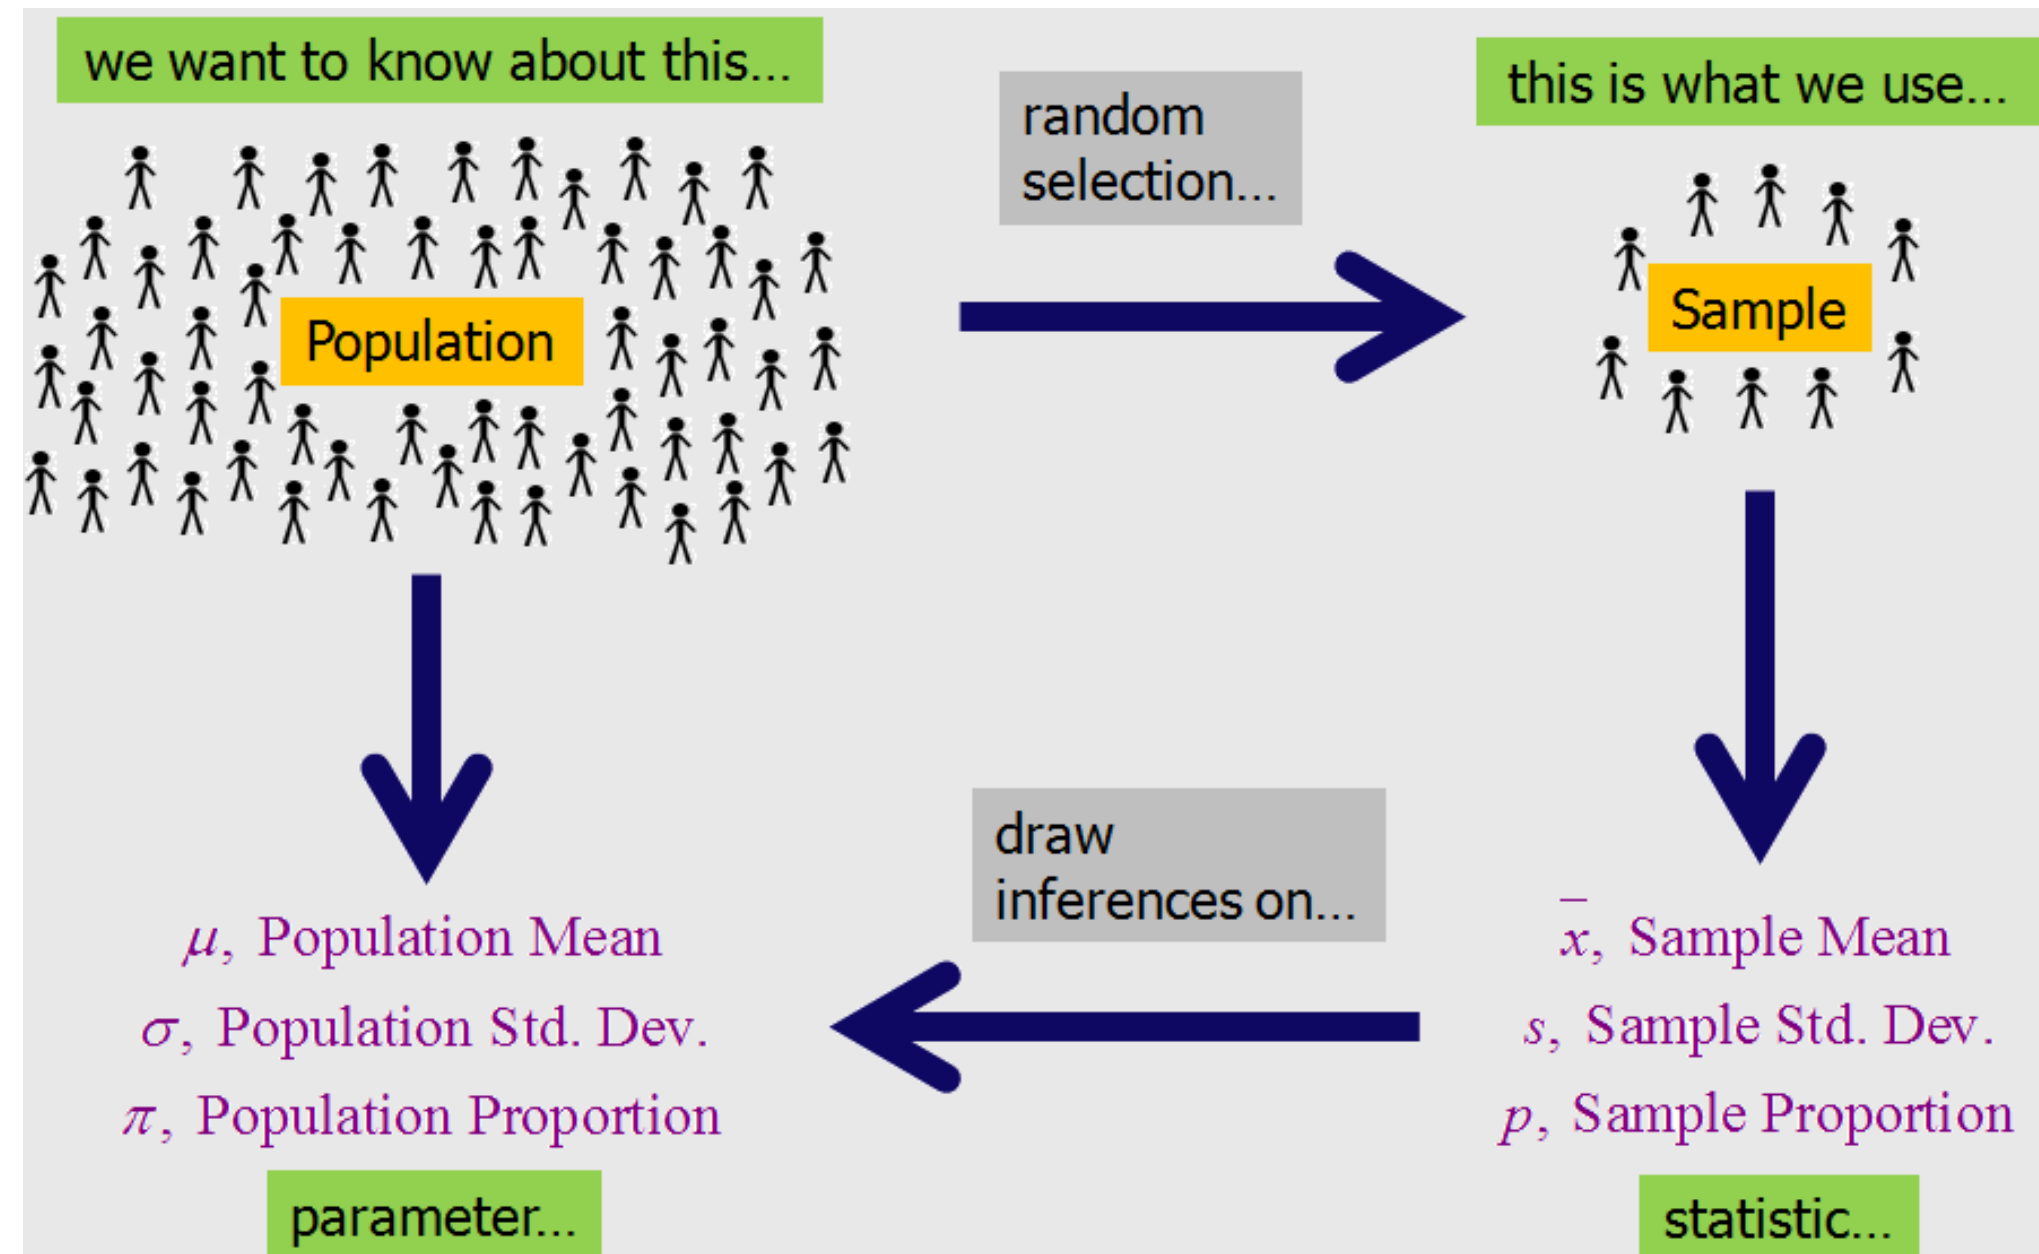 we want to know about this...
random
selection...
this is what we use...
Population
Sample
draw
inferences on...
μ, Population Mean
σ, Population Std. Dev.
π, Population Proportion
x̄, Sample Mean
s, Sample Std. Dev.
p, Sample Proportion
parameter...
statistic...